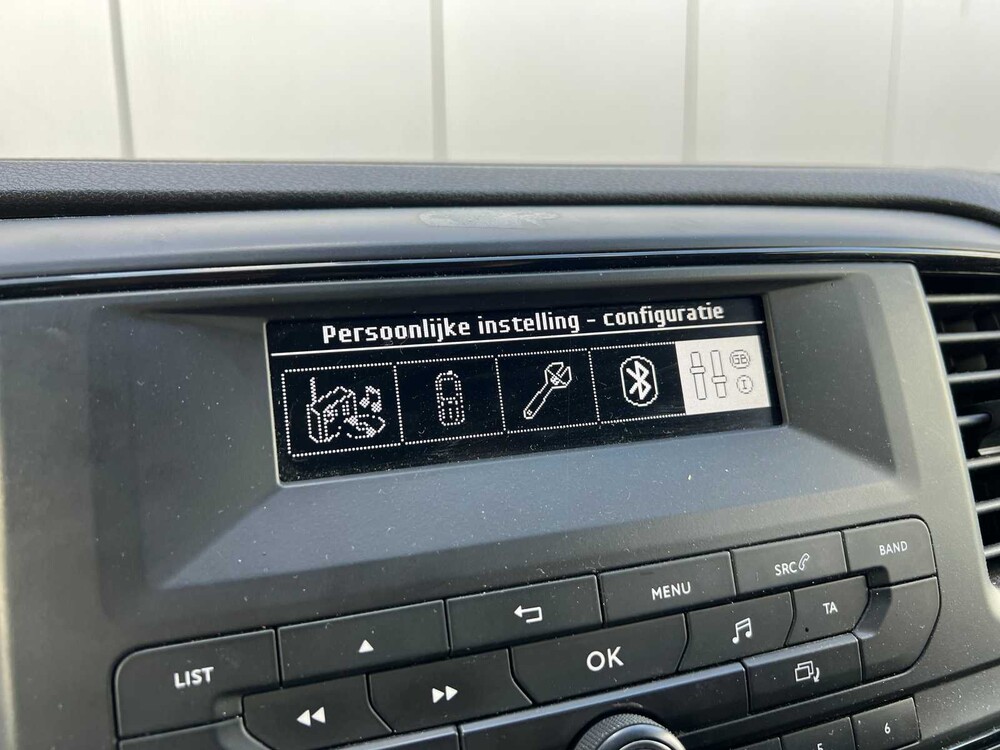 Persoonlijke instelling - configuratie
GB
I
LIST
MENU
SRC
BAND
OK
TA
5
6